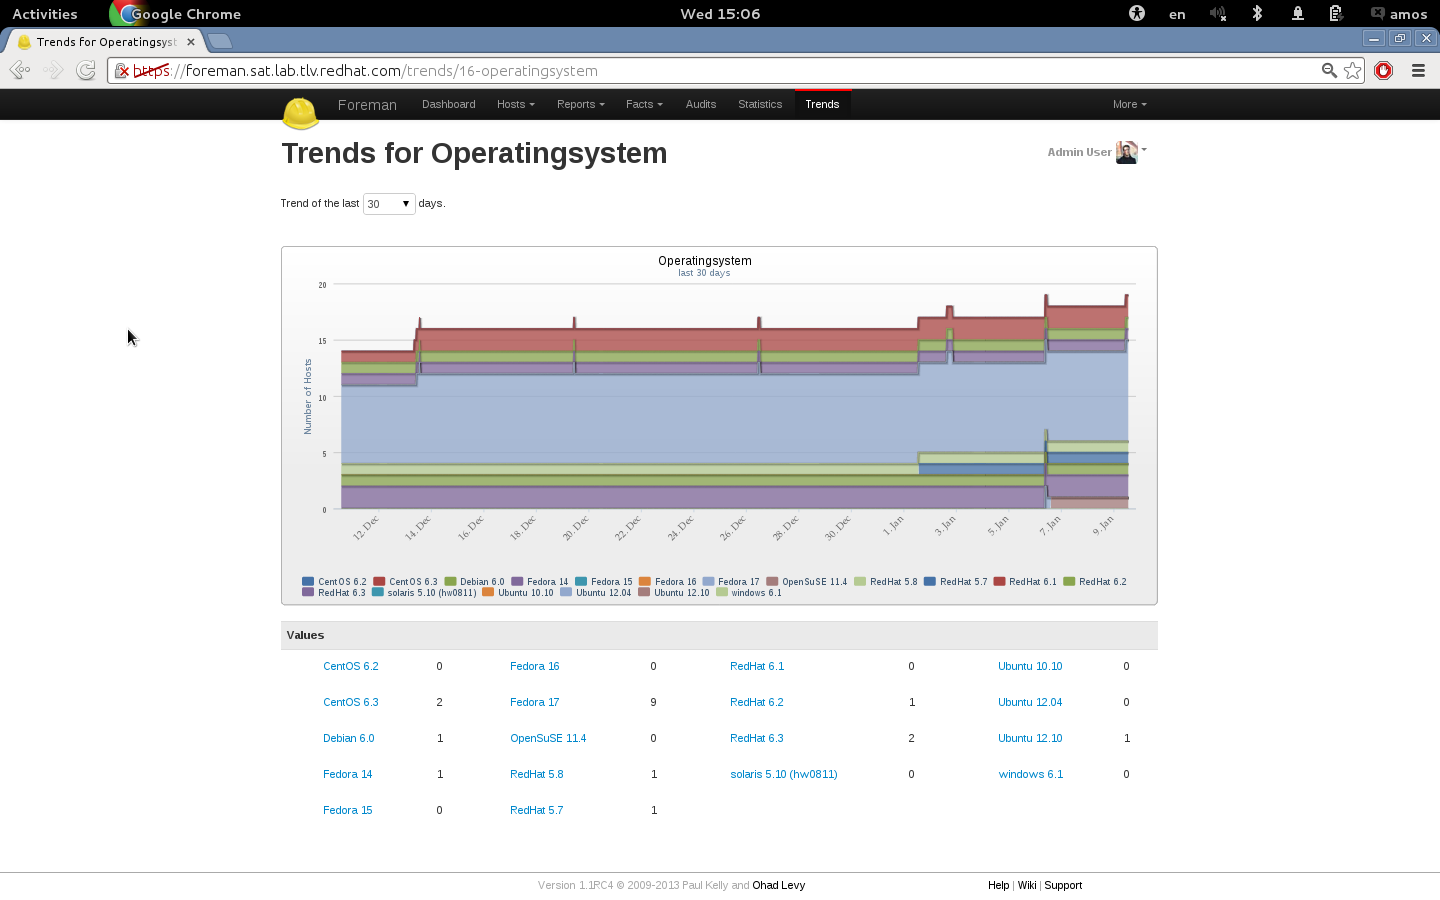 Activities Google Chrome Wed 15:06 en amos
Trends for Operatingsyst
https://foreman.sat.lab.tlv.redhat.com/trends/16-operatingsystem
Foreman Dashboard Hosts Reports Facts Audits Statistics Trends More
Trends for Operatingsystem
Admin User
Trend of the last 30 days.
Operatingsystem
last 30 days
Number of Hosts
20
15
10
5
0
12. Dec 14. Dec 16. Dec 18. Dec 20. Dec 22. Dec 24. Dec 26. Dec 28. Dec 30. Dec 1. Jan 3. Jan 5. Jan 7. Jan 9. Jan
CentOS 6.2 CentOS 6.3 Debian 6.0 Fedora 14 Fedora 15 Fedora 16 Fedora 17 OpenSuSE 11.4 RedHat 5.8 RedHat 5.7 RedHat 6.1 RedHat 6.2
RedHat 6.3 solaris 5.10 (hw0811) Ubuntu 10.10 Ubuntu 12.04 Ubuntu 12.10 windows 6.1
Values
CentOS 6.2 0 Fedora 16 0 RedHat 6.1 0 Ubuntu 10.10 0
CentOS 6.3 2 Fedora 17 9 RedHat 6.2 1 Ubuntu 12.04 0
Debian 6.0 1 OpenSuSE 11.4 0 RedHat 6.3 2 Ubuntu 12.10 1
Fedora 14 1 RedHat 5.8 1 solaris 5.10 (hw0811) 0 windows 6.1 0
Fedora 15 0 RedHat 5.7 1
Version 1.1RC4 © 2009-2013 Paul Kelly and Ohad Levy Help | Wiki | Support